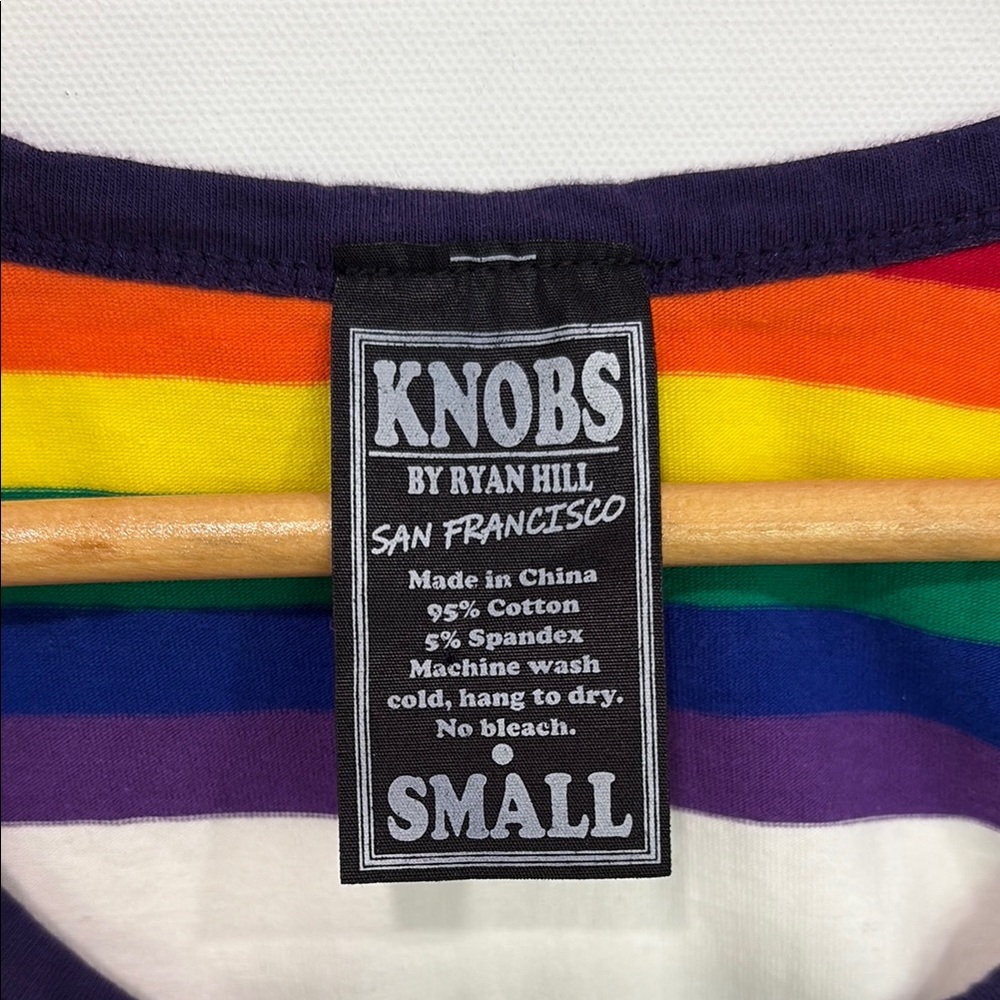 KNOBS
BY RYAN HILL
SAN FRANCISCO
Made in China
95% Cotton
5% Spandex
Machine wash
cold, hang to dry.
No bleach.
SMALL